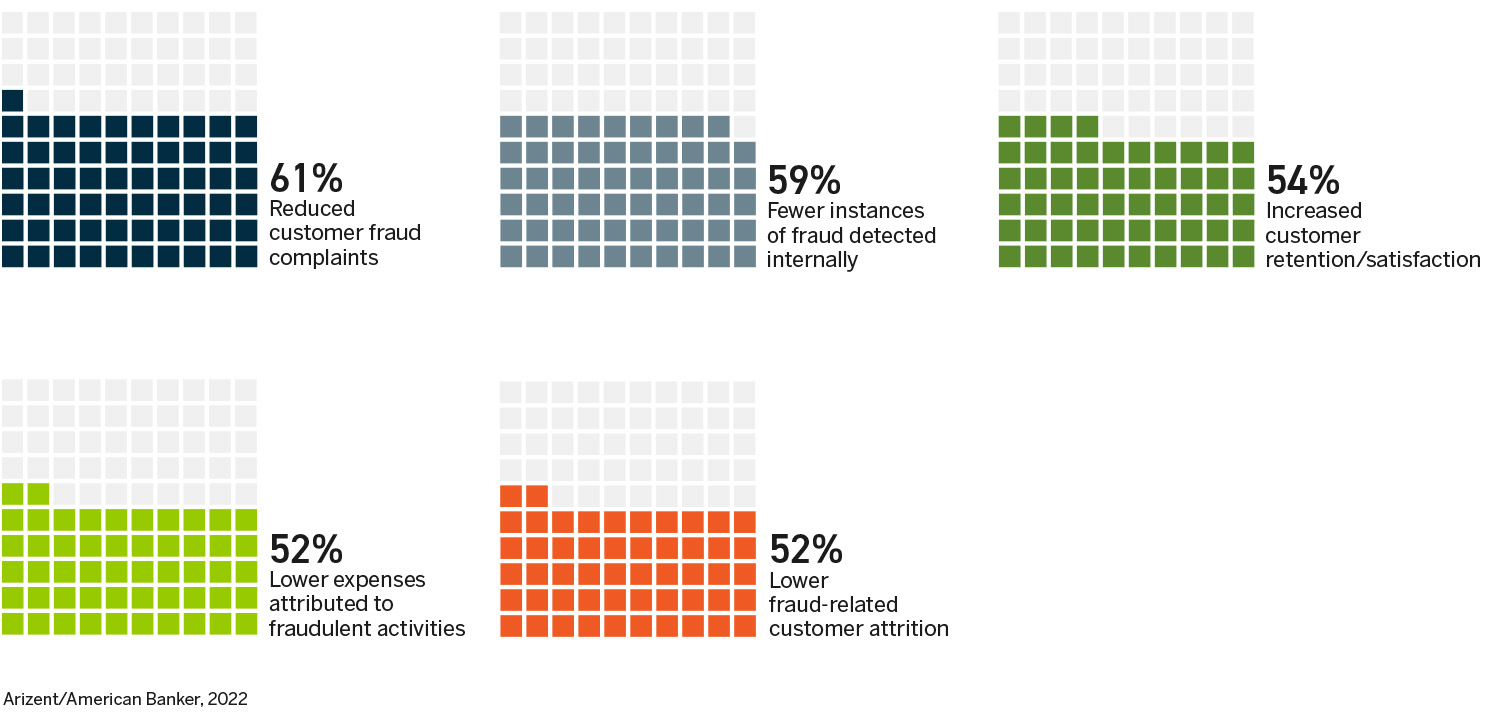 61%
Reduced
customer fraud
complaints
59%
Fewer instances
of fraud detected
internally
54%
Increased
customer
retention/satisfaction
52%
Lower expenses
attributed to
fraudulent activities
52%
Lower
fraud-related
customer attrition
Arizent/American Banker, 2022